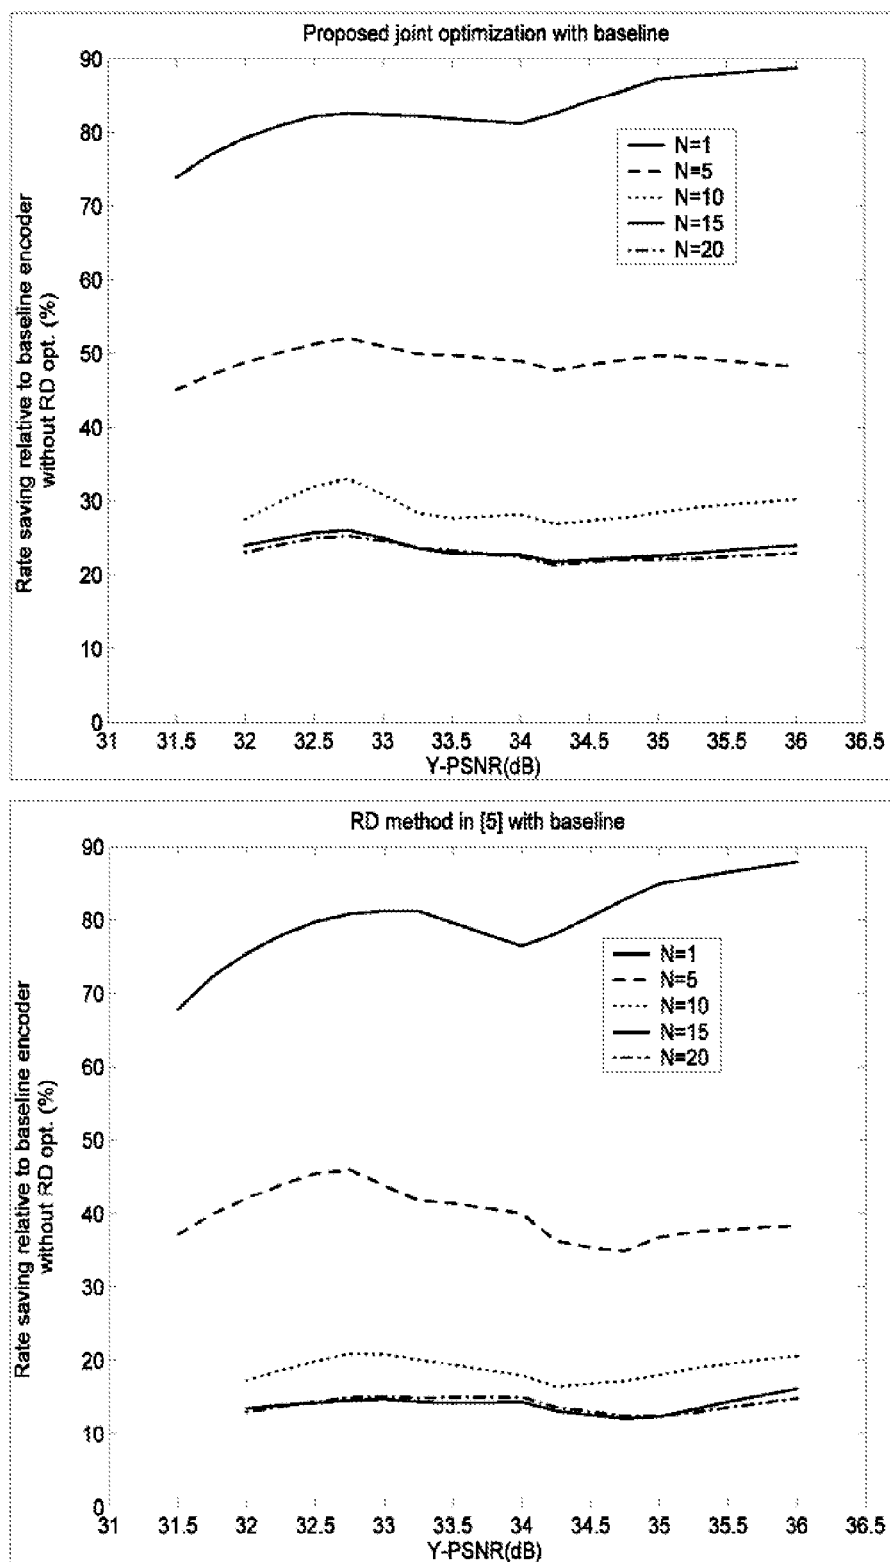 Proposed joint optimization with baseline
90
80
70
60
50
40
30
20
10
0
Rate saving relative to baseline encoder
without RD opt. (%)
N=1
N=5
N=10
N=15
N=20
31 31.5 32 32.5 33 33.5 34 34.5 35 35.5 36 36.5
Y-PSNR(dB)
RD method in [5] with baseline
90
80
70
60
50
40
30
20
10
0
Rate saving relative to baseline encoder
without RD opt. (%)
N=1
N=5
N=10
N=15
N=20
31 31.5 32 32.5 33 33.5 34 34.5 35 35.5 36 36.5
Y-PSNR(dB)